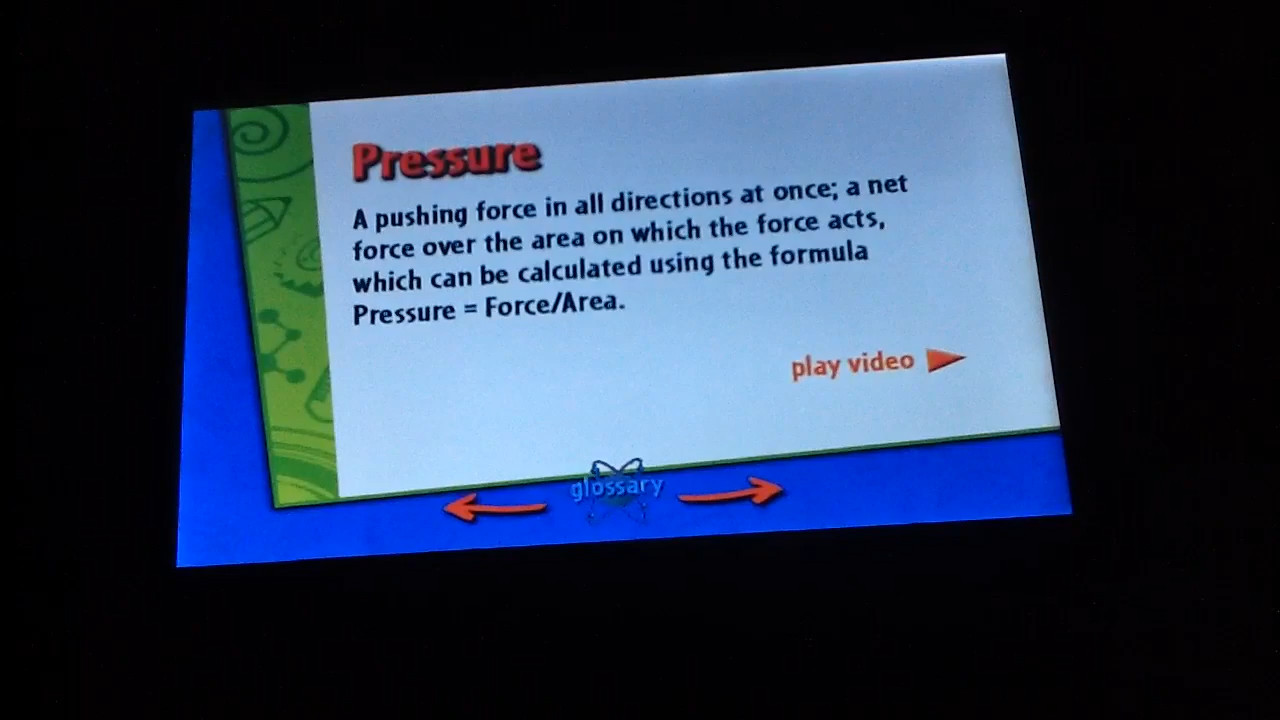 Pressure
A pushing force in all directions at once; a net
force over the area on which the force acts,
which can be calculated using the formula
Pressure = Force/Area.
play video
glossary